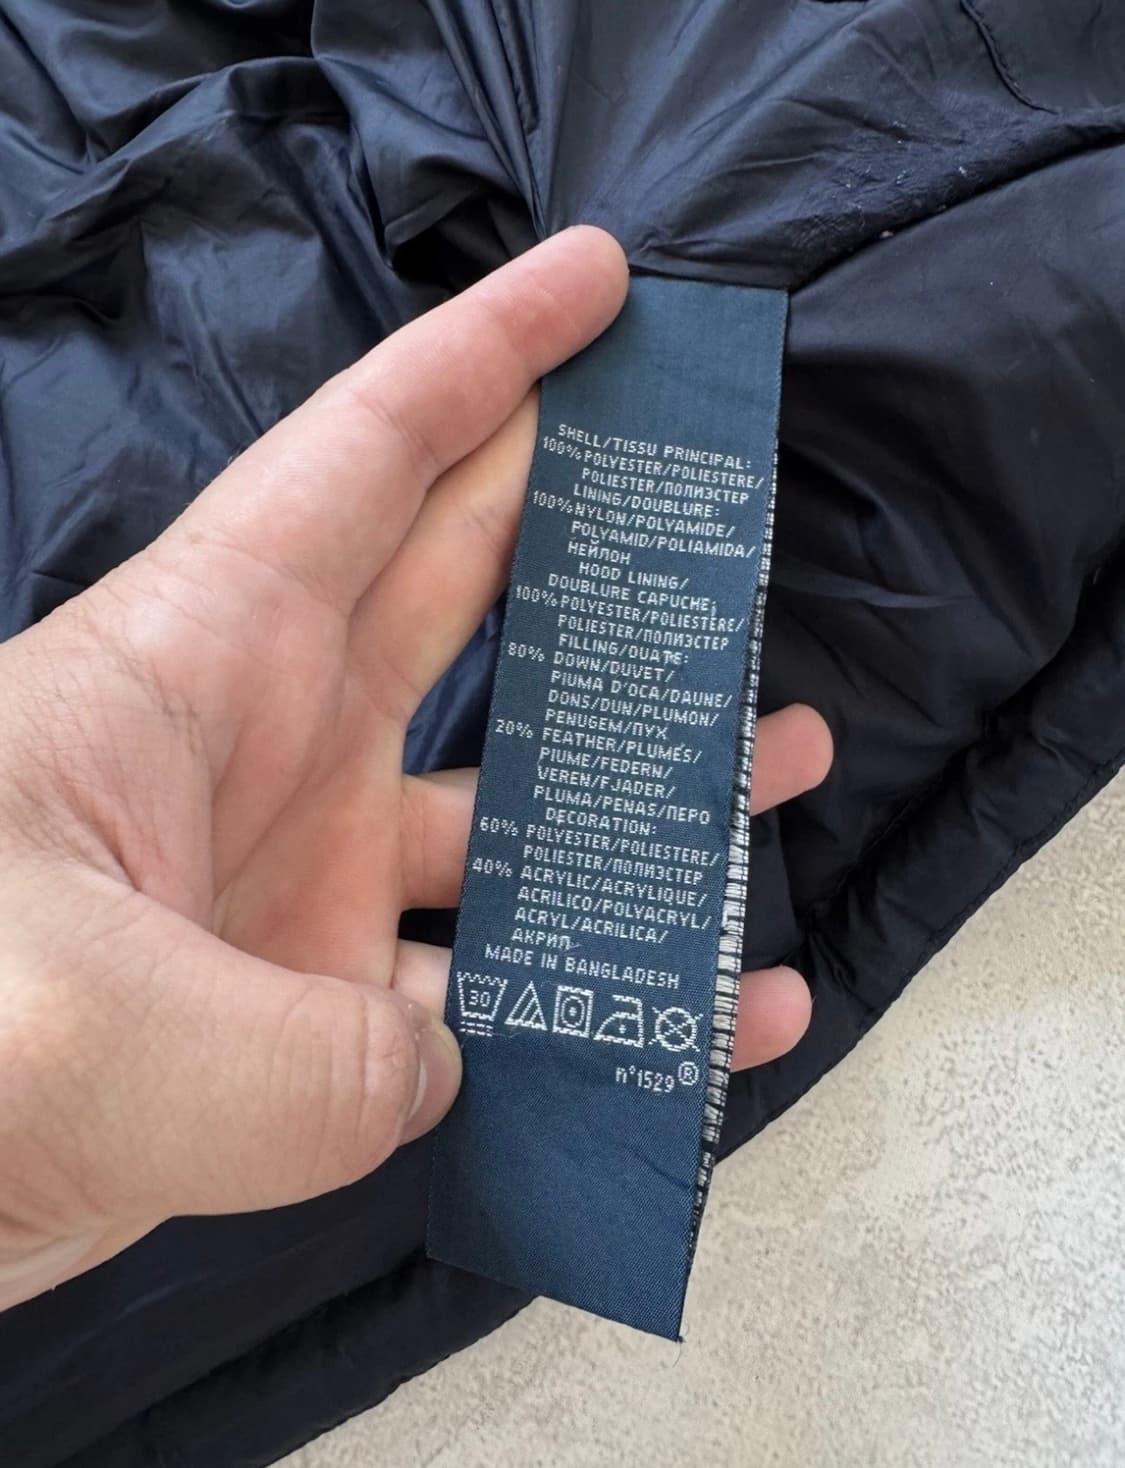 SHELL/TISSU PRINCIPAL:
100% POLYESTER/POLIESTERE/
POLIESTER/ПОЛИЭСТЕР
LINING/DOUBLURE:
100% NYLON/POLYAMIDE/
POLYAMID/POLIAMIDA/
НЕЙЛОН
HOOD LINING/
DOUBLURE CAPUCHE:
100% POLYESTER/POLIESTERE/
POLIESTER/ПОЛИЭСТЕР
FILLING/OUATE:
80% DOWN/DUVET/
PIUMA D'OCA/DAUNE/
DONS/DUN/PLUMON/
PENUGEM/ПУХ
20% FEATHER/PLUMES/
PIUME/FEDERN/
VEREN/FJADER/
PLUMA/PENAS/ПЕРО
DECORATION:
60% POLYESTER/POLIESTERE/
POLIESTER/ПОЛИЭСТЕР
40% ACRYLIC/ACRYLIQUE/
ACRILICO/POLYACRYL/
ACRYL/ACRILICA/
АКРИЛ
MADE IN BANGLADESH
30
n°1529®